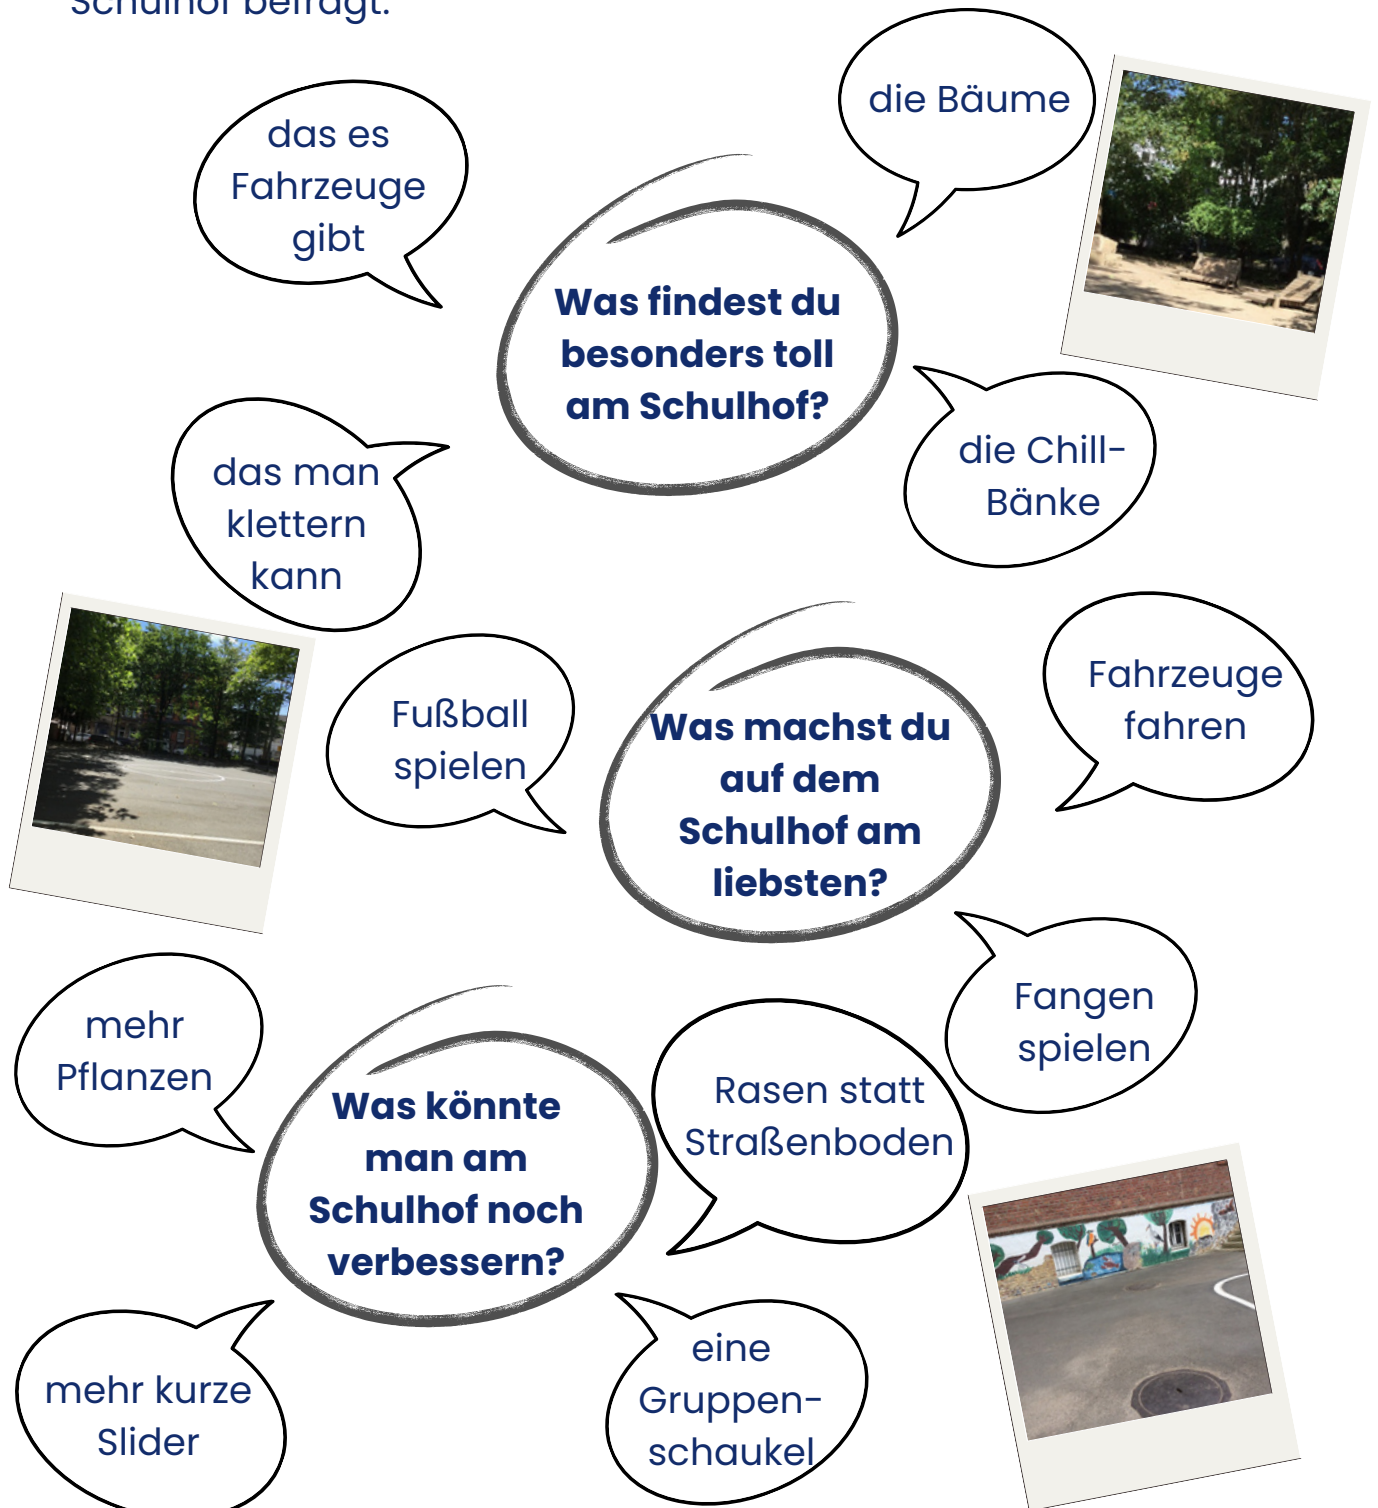 Schulhof befragt.
das es
Fahrzeuge
gibt
die Bäume
Was findest du
besonders toll
am Schulhof?
das man
klettern
kann
die Chill-
Bänke
Fußball
spielen
Was machst du
auf dem
Schulhof am
liebsten?
Fahrzeuge
fahren
Fangen
spielen
mehr
Pflanzen
Was könnte
man am
Schulhof noch
verbessern?
Rasen statt
Straßenboden
mehr kurze
Slider
eine
Gruppen-
schaukel